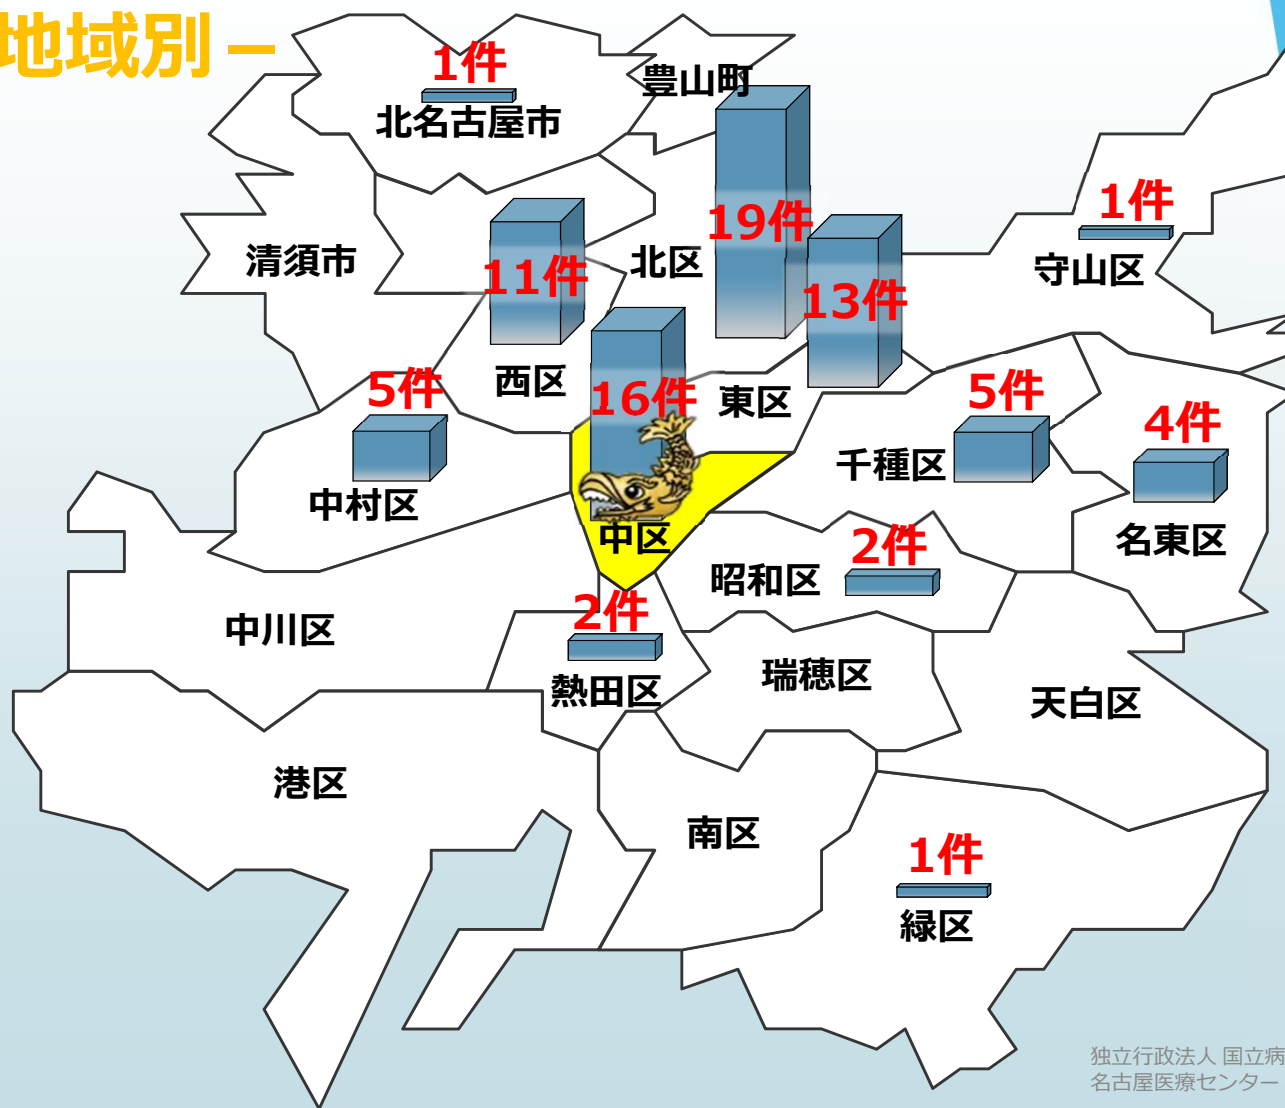 地域別－
1件
北名古屋市
豊山町
清須市
11件
西区
北区
19件
13件
東区
1件
守山区
5件
中村区
16件
中区
5件
千種区
4件
名東区
2件
昭和区
中川区
2件
熱田区
瑞穂区
天白区
港区
南区
1件
緑区
独立行政法人 国立病
名古屋医療センター